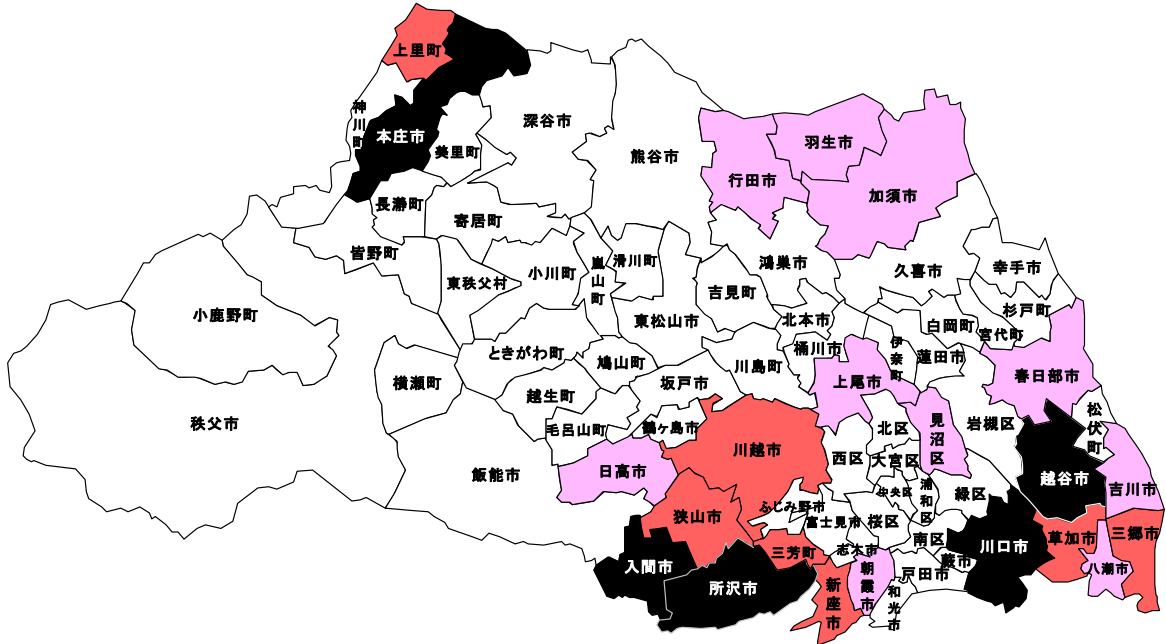 上里町
神川町
本庄市
美里町
深谷市
熊谷市
行田市
羽生市
加須市
長瀞町
寄居町
皆野町
東秩父村
小川町
嵐山町
滑川町
吉見町
鴻巣市
久喜市
幸手市
小鹿野町
東松山市
北本市
白岡町
杉戸町
宮代町
ときがわ町
鳩山町
川島町
桶川市
伊奈町
蓮田市
横瀬町
越生町
坂戸市
上尾市
春日部市
秩父市
毛呂山町
鶴ヶ島市
北区
見沼区
岩槻区
松伏町
飯能市
日高市
川越市
西区
大宮区
越谷市
吉川市
狭山市
ふじみ野市
富士見市
中央区
浦和区
緑区
桜区
南区
川口市
草加市
三郷市
入間市
所沢市
三芳町
志木市
朝霞市
戸田市
蕨市
八潮市
新座市
和光市